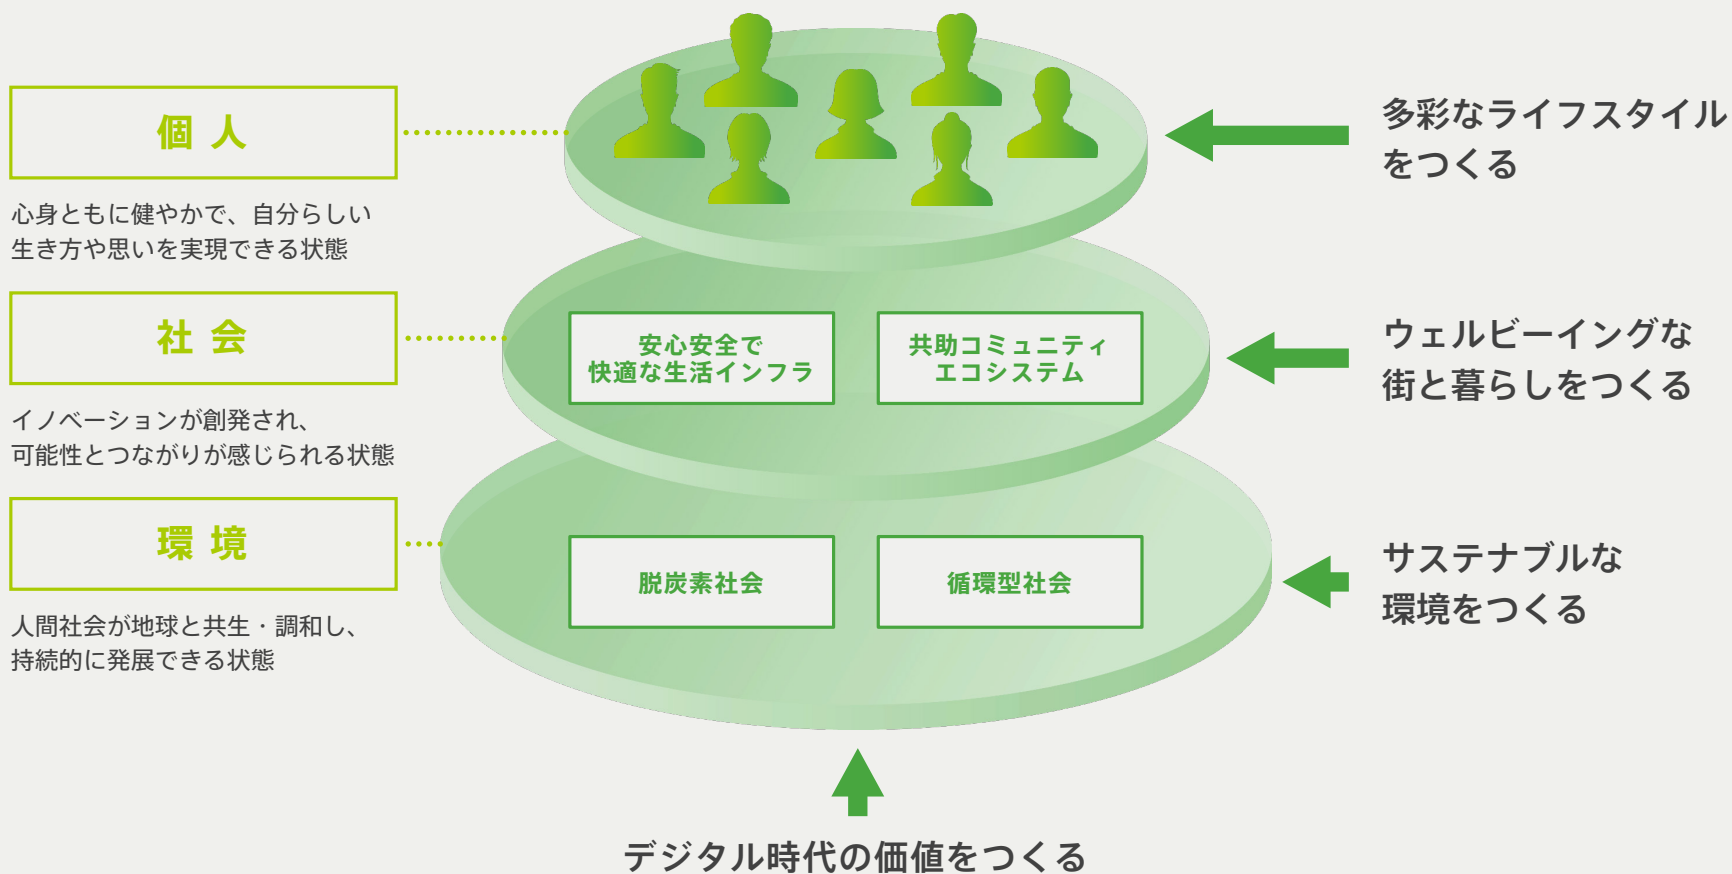 個人
心身ともに健やかで、自分らしい
生き方や思いを実現できる状態
多彩なライフスタイル
をつくる
社会
イノベーションが創発され、
可能性とつながりが感じられる状態
安心安全で
快適な生活インフラ
共助コミュニティ
エコシステム
ウェルビーイングな
街と暮らしをつくる
環境
人間社会が地球と共生・調和し、
持続的に発展できる状態
脱炭素社会
循環型社会
サステナブルな
環境をつくる
デジタル時代の価値をつくる